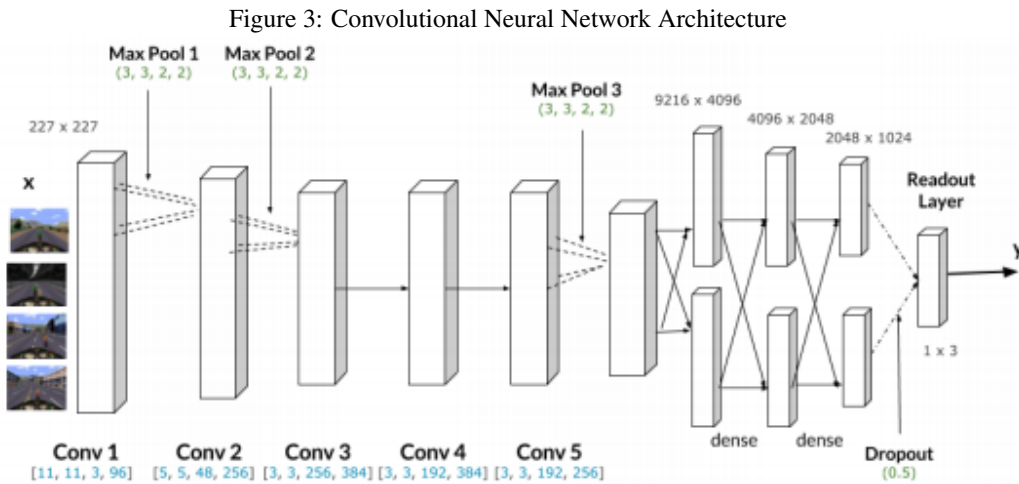 Figure 3: Convolutional Neural Network Architecture
Max Pool 1
(3, 3, 2, 2)
Max Pool 2
(3, 3, 2, 2)
Max Pool 3
(3, 3, 2, 2)
227 x 227
9216 x 4096
4096 x 2048
2048 x 1024
x
Readout
Layer
y
1 x 3
dense
dense
Dropout
(0.5)
Conv 1
[11, 11, 3, 96]
Conv 2
[5, 5, 48, 256]
Conv 3
[3, 3, 256, 384]
Conv 4
[3, 3, 192, 384]
Conv 5
[3, 3, 192, 256]